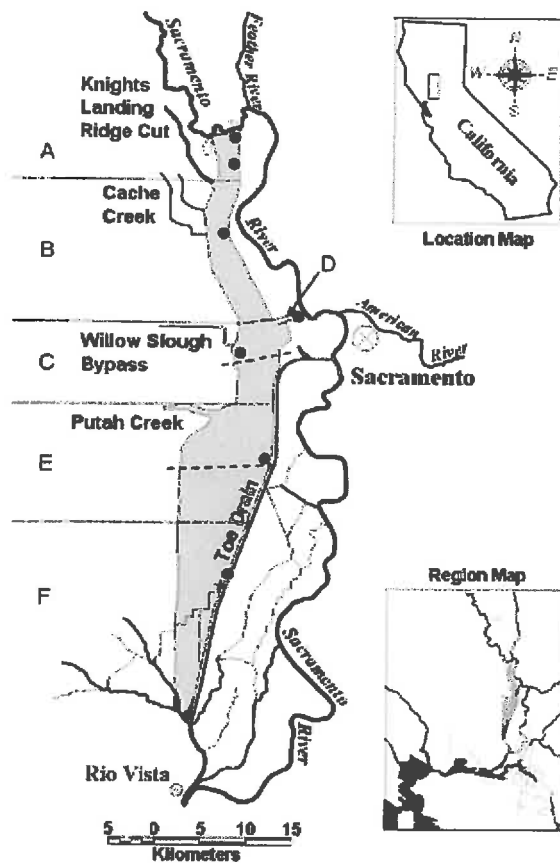 Sacramento
Feather River
Knights
Landing
Ridge Cut
A
Cache
Creek
B
River
D
American
River
Willow Slough
Bypass
C
Sacramento
Putah Creek
E
Toe Drain
F
Sacramento
River
Rio Vista
5 0 5 10 15
Kilometers
N
W
E
S
California
Location Map
Region Map